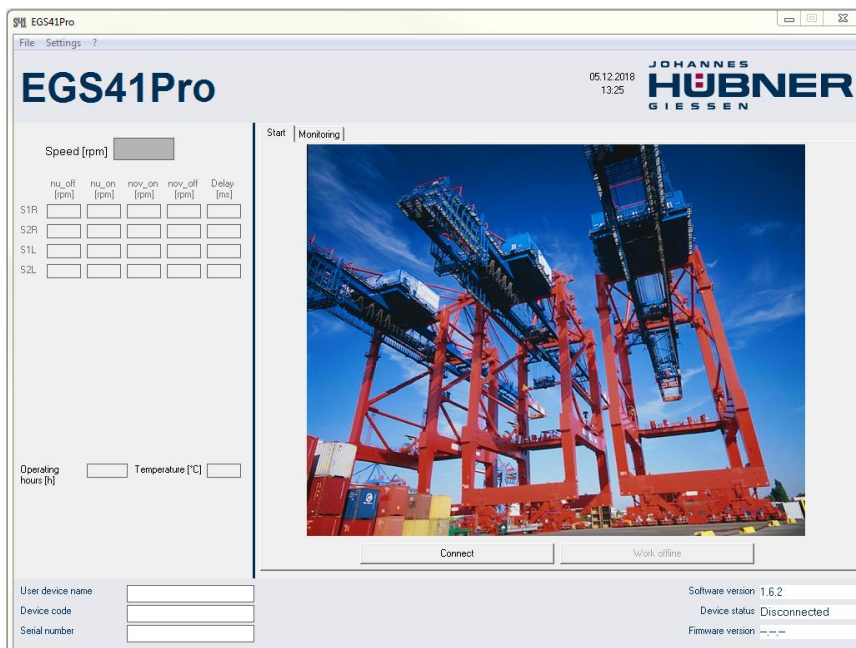 EGS41Pro
File Settings ?
EGS41Pro
05.12.2018
13:25
JOHANNES
HÜBNER
GIESSEN
Speed [rpm]
nu_off nu_on nov_on nov_off Delay
[rpm] [rpm] [rpm] [rpm] [ms]
S1R
S2R
S1L
S2L
Operating
hours [h]
Temperature [°C]
Start Monitoring
Connect Work offline
User device name
Device code
Serial number
Software version 1.6.2
Device status Disconnected
Firmware version --.--.--